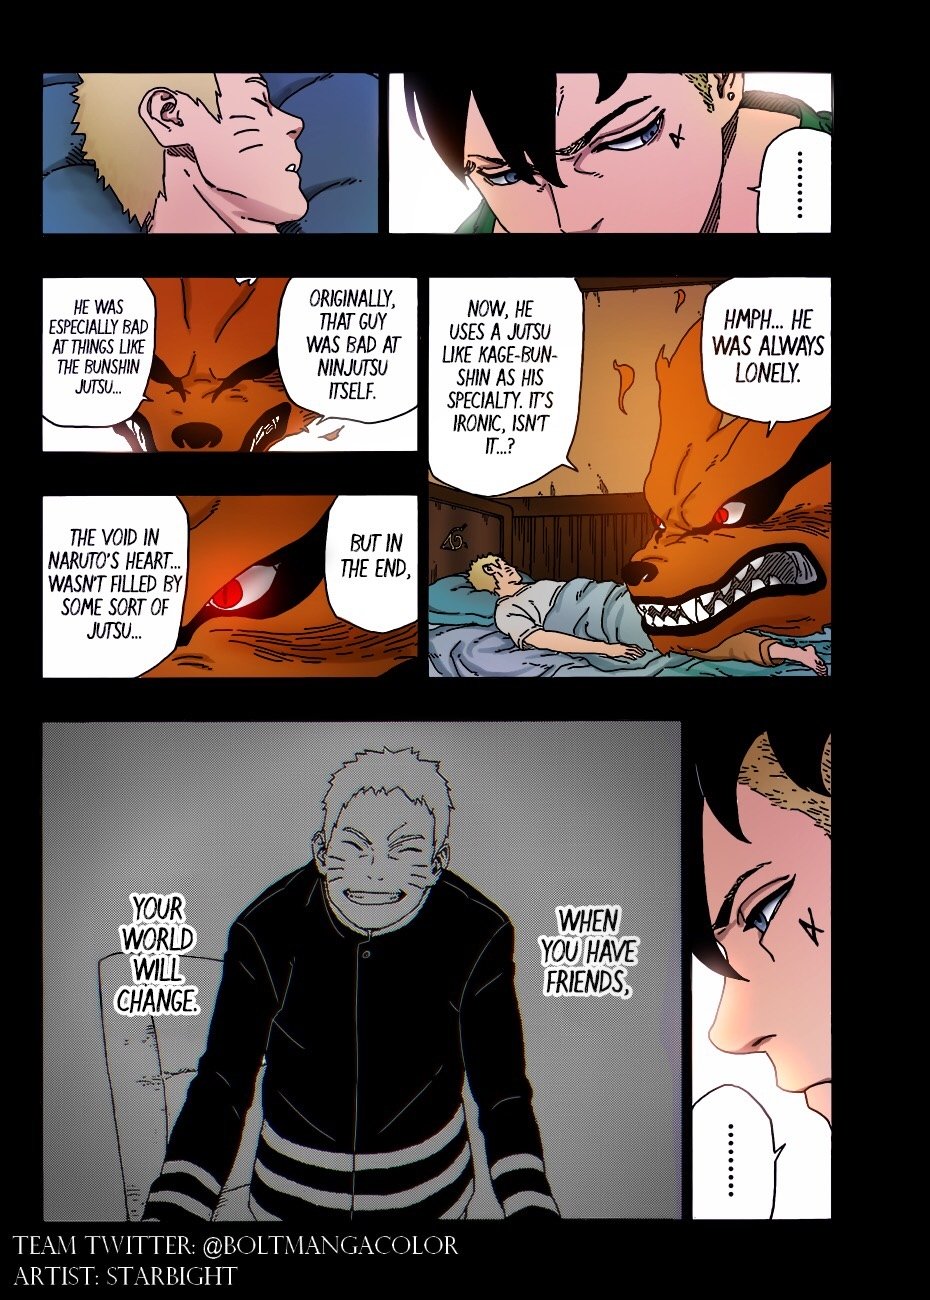 .........
HMPH... HE
WAS ALWAYS
LONELY.
NOW, HE
USES A JUTSU
LIKE KAGE-BUN-
SHIN AS HIS
SPECIALTY. IT'S
IRONIC, ISN'T
IT...?
ORIGINALLY,
THAT GUY
WAS BAD AT
NINJUTSU
ITSELF.
HE WAS
ESPECIALLY BAD
AT THINGS LIKE
THE BUNSHIN
JUTSU...
BUT IN
THE END,
THE VOID IN
NARUTO'S HEART...
WASN'T FILLED BY
SOME SORT OF
JUTSU...
WHEN
YOU HAVE
FRIENDS,
YOUR
WORLD
WILL
CHANGE.
.........
TEAM TWITTER: @BOLTMANGACOLOR
ARTIST: STARBIGHT